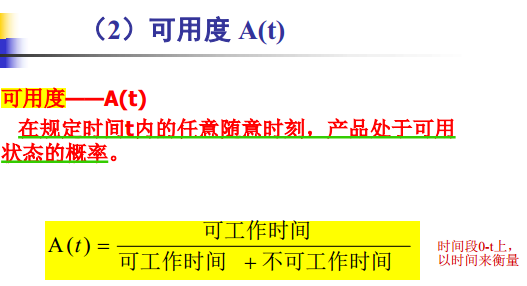 （2）可用度 A(t)
可用度——A(t)
在规定时间t内的任意随意时刻，产品处于可用
状态的概率。
A(t) = 可工作时间
可工作时间 + 不可工作时间
时间段0-t上，
以时间来衡量